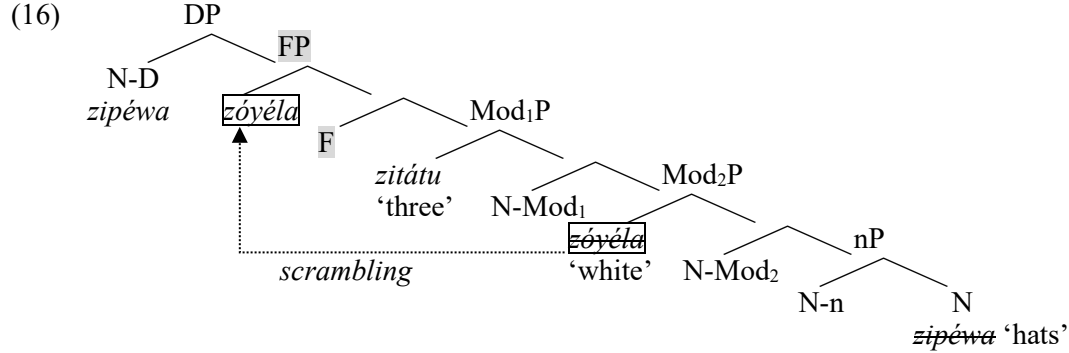 (16) DP
FP
N-D
zipéwa zóyéla
Mod₁P
F
zitátu Mod₂P
‘three’ N-Mod₁
zóyéla nP
scrambling ‘white’ N-Mod₂
N-n N
zipéwa ‘hats’